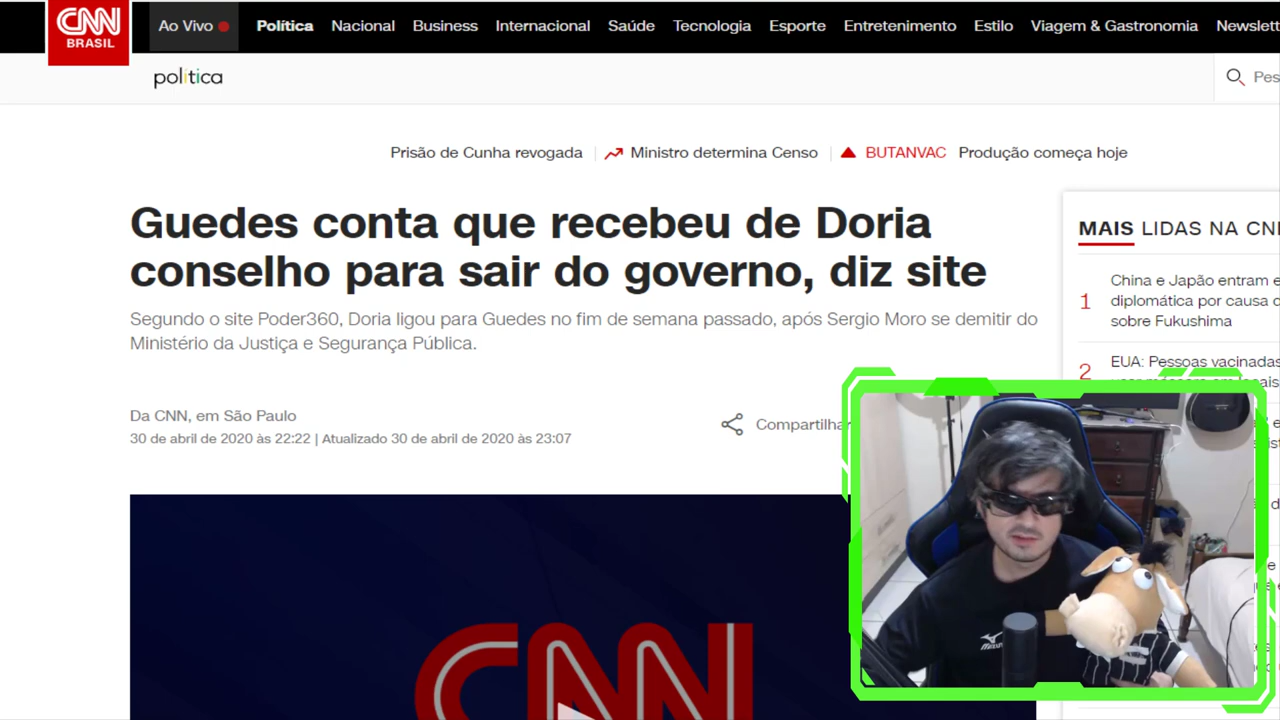 CNN
BRASIL
Ao Vivo
Política
Nacional
Business
Internacional
Saúde
Tecnologia
Esporte
Entretenimento
Estilo
Viagem & Gastronomia
política
Prisão de Cunha revogada
Ministro determina Censo
BUTANVAC Produção começa hoje
Guedes conta que recebeu de Doria
conselho para sair do governo, diz site
Segundo o site Poder360, Doria ligou para Guedes no fim de semana passado, após Sergio Moro se demitir do
Ministério da Justiça e Segurança Pública.
Da CNN, em São Paulo
30 de abril de 2020 às 22:22 | Atualizado 30 de abril de 2020 às 23:07
Compartilhar
MAIS LIDAS NA
1
China e Japão entram
diplomática por causa
sobre Fukushima
2
EUA: Pessoas vacinadas
CNN